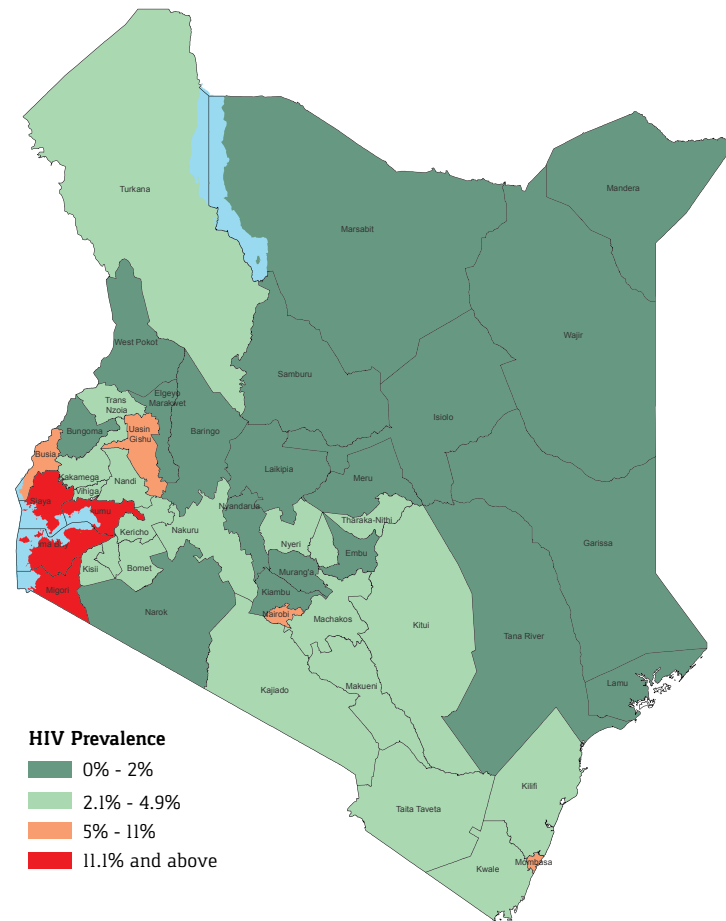 Turkana
Mandera
Marsabit
Wajir
West Pokot
Samburu
Trans
Nzoia
Elgeyo
Marakwet
Isiolo
Bungoma
Uasin
Gishu
Baringo
Busia
Laikipia
Meru
Kakamega
Nandi
Vihiga
Siaya
Nyandarua
Tharaka-Nithi
Kericho
Nakuru
Nyeri
Garissa
Embu
Kisii
Bomet
Murang'a
Migori
Kiambu
Narok
Nairobi
Machakos
Kitui
Tana River
Lamu
Kajiado
Makueni
HIV Prevalence
0% - 2%
2.1% - 4.9%
5% - 11%
11.1% and above
Kilifi
Taita Taveta
Mombasa
Kwale